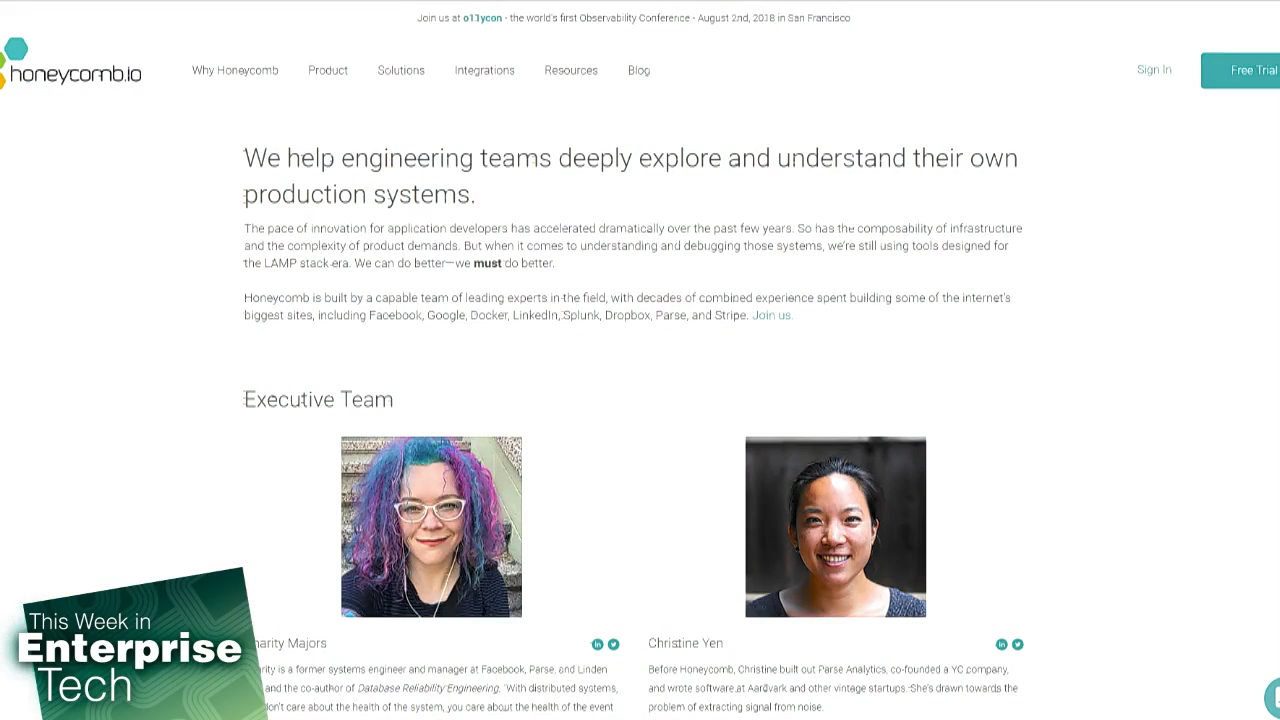 Join us at o11ycon - the world's first Observability Conference - August 2nd, 2018 in San Francisco
honeycomb.io
Why Honeycomb Product Solutions Integrations Resources Blog
Sign In
Free Trial
We help engineering teams deeply explore and understand their own
production systems.
The pace of innovation for application developers has accelerated dramatically over the past few years. So has the composability of infrastructure
and the complexity of product demands. But when it comes to understanding and debugging those systems, we're still using tools designed for
the LAMP stack era. We can do better—we must do better.
Honeycomb is built by a capable team of leading experts in the field, with decades of combined experience spent building some of the internet's
biggest sites, including Facebook, Google, Docker, LinkedIn, Splunk, Dropbox, Parse, and Stripe. Join us.
Executive Team
harity Majors
rity is a former systems engineer and manager at Facebook, Parse, and Linden
and the co-author of Database Reliability Engineering. "With distributed systems,
on't care about the health of the system, you care about the health of the event
Christine Yen
Before Honeycomb, Christine built out Parse Analytics, co-founded a YC company,
and wrote software at Aardvark and other vintage startups. She's drawn towards the
problem of extracting signal from noise.
This Week in
Enterprise
Tech